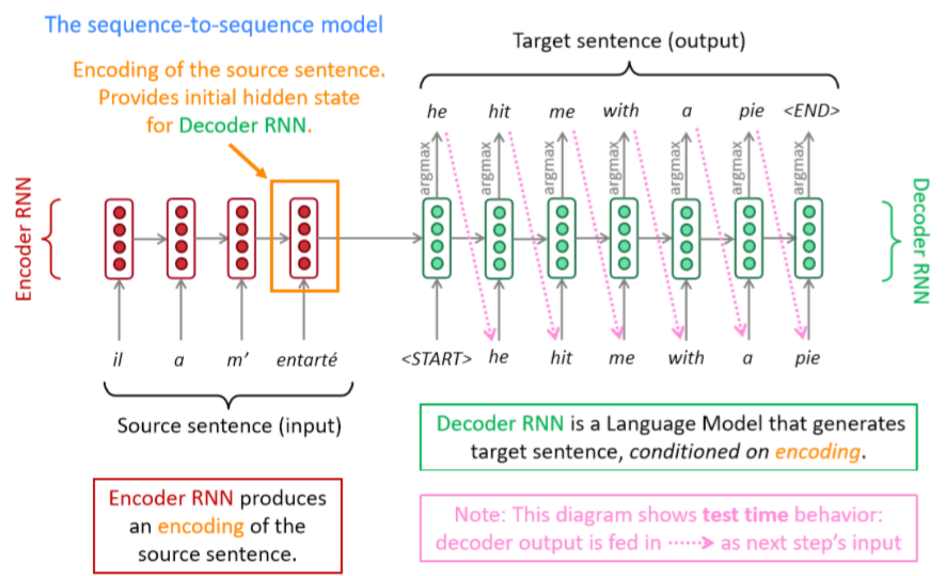 The sequence-to-sequence model
Encoding of the source sentence.
Provides initial hidden state
for Decoder RNN.
Target sentence (output)
he hit me with a pie <END>
argmax argmax argmax argmax argmax argmax argmax
Encoder RNN
Decoder RNN
il a m’ entarté
<START> he hit me with a pie
Source sentence (input)
Decoder RNN is a Language Model that generates
target sentence, conditioned on encoding.
Encoder RNN produces
an encoding of the
source sentence.
Note: This diagram shows test time behavior:
decoder output is fed in as next step’s input